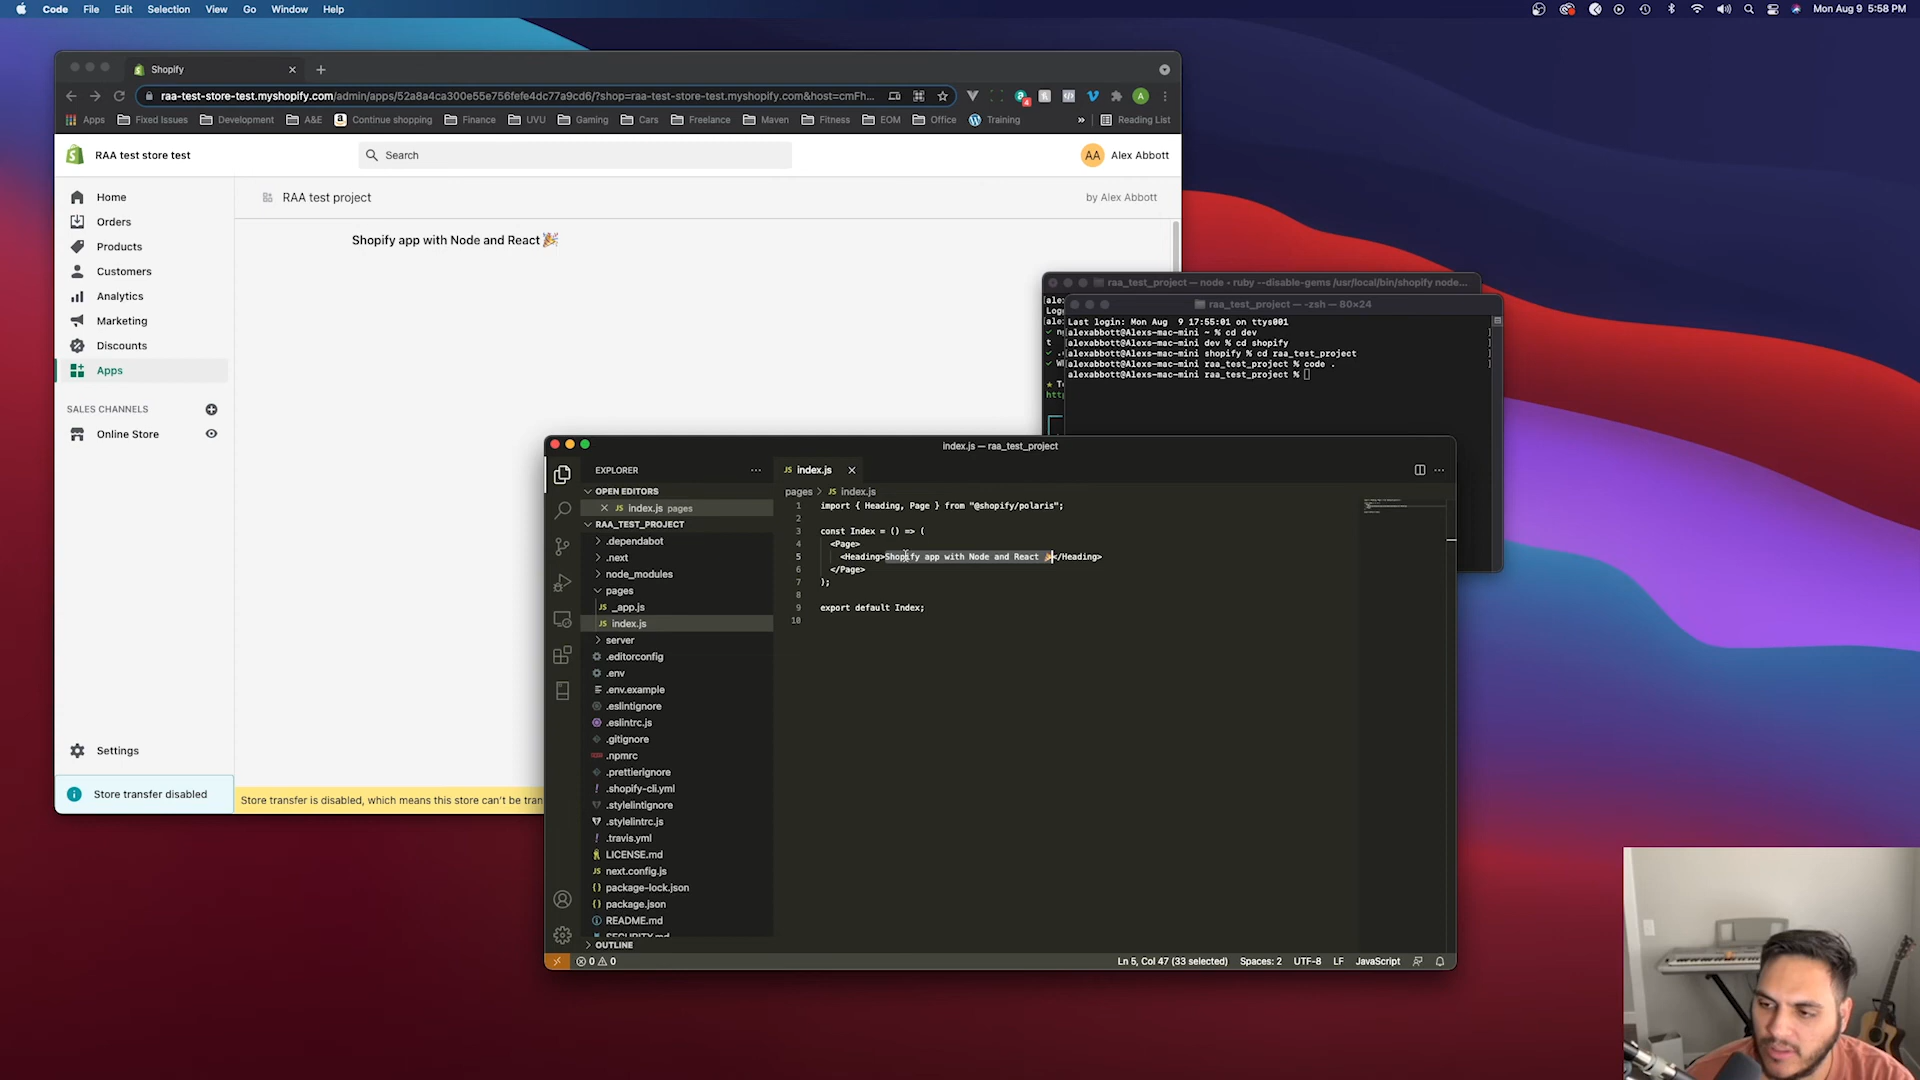 Code File Edit Selection View Go Window Help
Mon Aug 9 5:58 PM
Shopify
raa-test-store-test.myshopify.com/admin/apps/52a8a4ca300e55e756fefe4dc77a9cd6/?shop=raa-test-store-test.myshopify.com&host=cmFh...
Apps Fixed Issues Development A&E Continue shopping Finance UVU Gaming Cars Freelance Maven Fitness EOM Office Training » Reading List
RAA test store test
Search
AA Alex Abbott
Home
Orders
Products
Customers
Analytics
Marketing
Discounts
Apps
SALES CHANNELS
Online Store
Settings
Store transfer disabled
RAA test project
by Alex Abbott
Shopify app with Node and React 🎉
Store transfer is disabled, which means this store can't be tran
raa_test_project — node • ruby --disable-gems /usr/local/bin/shopify node...
raa_test_project — -zsh — 80×24
Last login: Mon Aug 9 17:55:01 on ttys001
alexabbott@Alexs-mac-mini ~ % cd dev
alexabbott@Alexs-mac-mini dev % cd shopify
alexabbott@Alexs-mac-mini shopify % cd raa_test_project
alexabbott@Alexs-mac-mini raa_test_project % code .
alexabbott@Alexs-mac-mini raa_test_project %
index.js — raa_test_project
EXPLORER
OPEN EDITORS
index.js pages
RAA_TEST_PROJECT
.dependabot
.next
node_modules
pages
_app.js
index.js
server
.editorconfig
.env
.env.example
.eslintignore
.eslintrc.js
.gitignore
.npmrc
.prettierignore
.shopify-cli.yml
.stylelintignore
.stylelintrc.js
.travis.yml
LICENSE.md
next.config.js
package-lock.json
package.json
README.md
SECURITY.md
OUTLINE
index.js
pages > index.js
1 import { Heading, Page } from "@shopify/polaris";
2
3 const Index = () => (
4 <Page>
5 <Heading>Shopify app with Node and React 🎉</Heading>
6 </Page>
7 );
8
9 export default Index;
10
0 0
Ln 5, Col 47 (33 selected) Spaces: 2 UTF-8 LF JavaScript